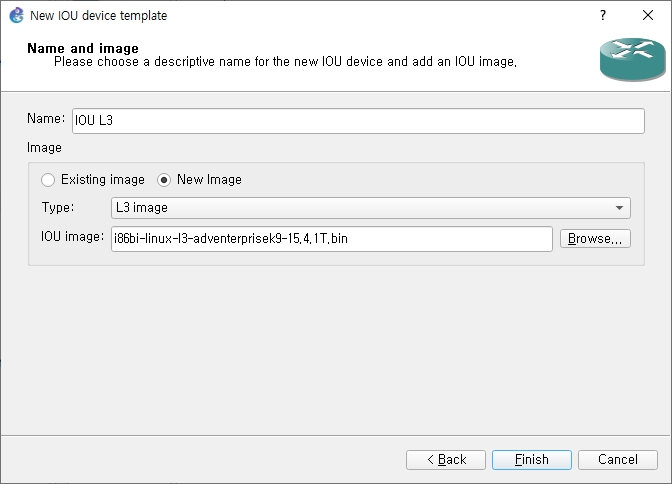 New IOU device template
Name and image
Please choose a descriptive name for the new IOU device and add an IOU image.
Name: IOU L3
Image
Existing image New Image
Type: L3 image
IOU image: i86bi-linux-l3-adventerprisek9-15.4.1T.bin Browse...
< Back Finish Cancel